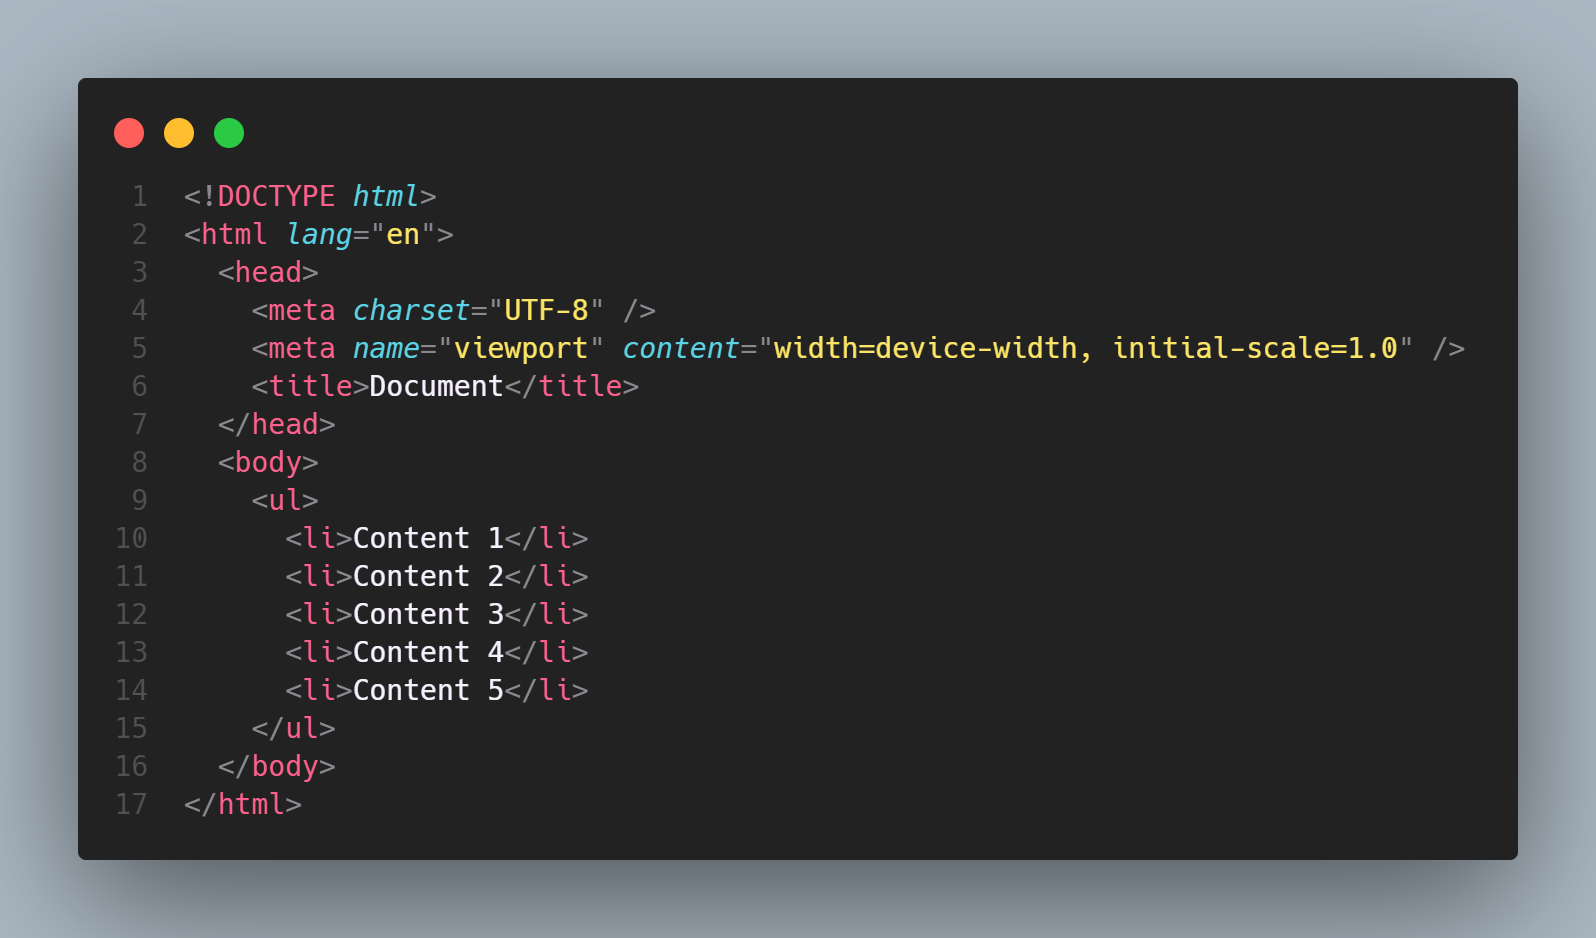 1 <!DOCTYPE html>
2 <html lang="en">
3   <head>
4     <meta charset="UTF-8" />
5     <meta name="viewport" content="width=device-width, initial-scale=1.0" />
6     <title>Document</title>
7   </head>
8   <body>
9     <ul>
10       <li>Content 1</li>
11       <li>Content 2</li>
12       <li>Content 3</li>
13       <li>Content 4</li>
14       <li>Content 5</li>
15     </ul>
16   </body>
17 </html>